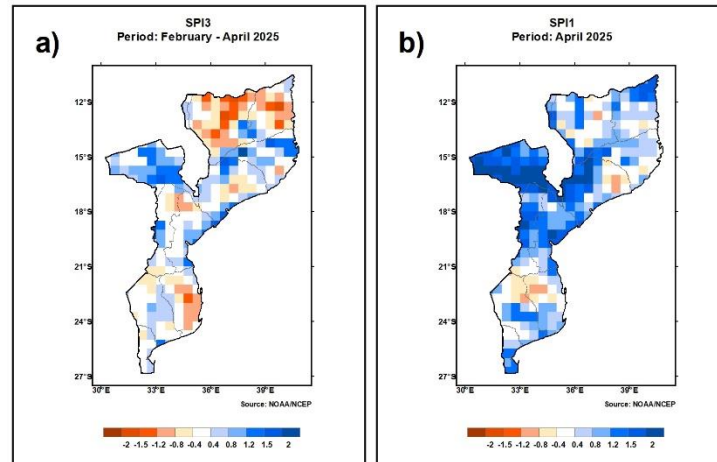 a)
SPI3
Period: February - April 2025
12°S
15°S
18°S
21°S
24°S
27°S
30°E
33°E
36°E
39°E
Source: NOAA/NCEP
-2 -1.5 -1.2 -0.8 -0.4 0.4 0.8 1.2 1.5 2
b)
SPI1
Period: April 2025
12°S
15°S
18°S
21°S
24°S
27°S
30°E
33°E
36°E
39°E
Source: NOAA/NCEP
-2 -1.5 -1.2 -0.8 -0.4 0.4 0.8 1.2 1.5 2